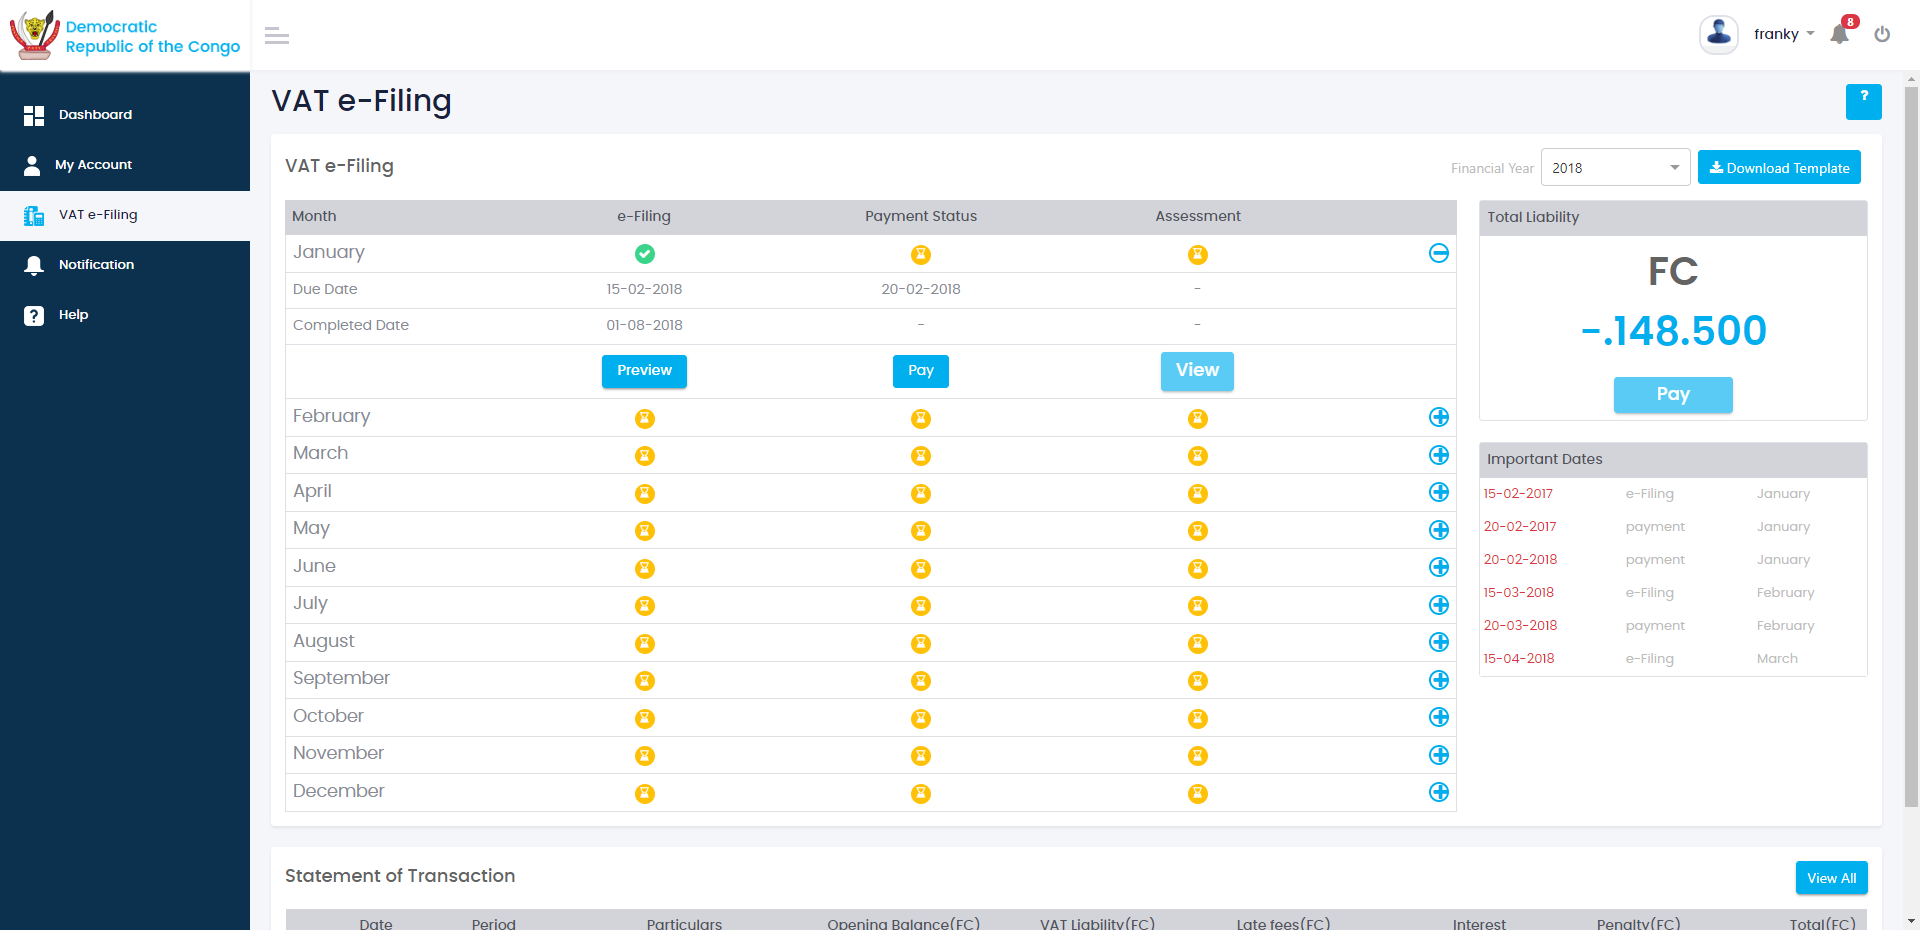 Democratic
Republic of the Congo
franky
8
Dashboard
My Account
VAT e-Filing
Notification
Help
VAT e-Filing
?
VAT e-Filing
Financial Year
2018
Download Template
Month e-Filing Payment Status Assessment
January
Due Date 15-02-2018 20-02-2018 -
Completed Date 01-08-2018 - -
Preview Pay View
February
March
April
May
June
July
August
September
October
November
December
Total Liability
FC
-.148.500
Pay
Important Dates
15-02-2017 e-Filing January
20-02-2017 payment January
20-02-2018 payment January
15-03-2018 e-Filing February
20-03-2018 payment February
15-04-2018 e-Filing March
Statement of Transaction
View All
Date Period Particulars Opening Balance(FC) VAT Liability(FC) Late fees(FC) Interest Penalty(FC) Total(FC)